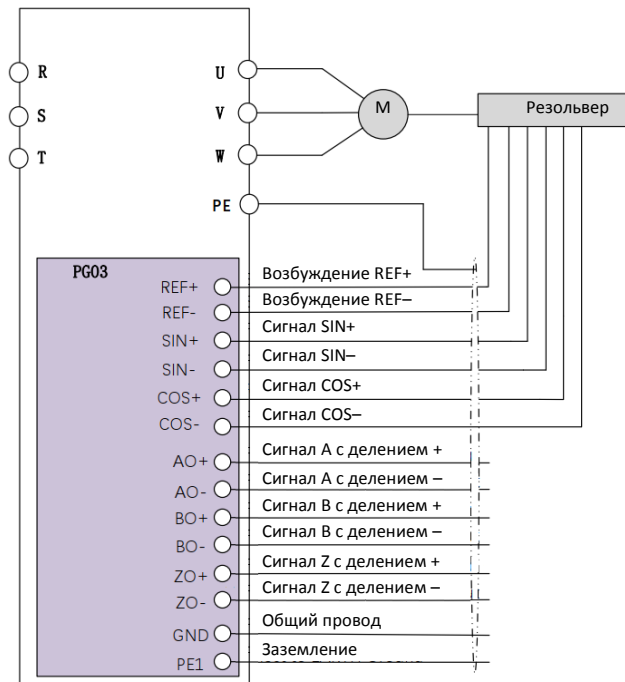 R
S
T
U
V
W
PE
M
Резольвер
PG03
REF+ Возбуждение REF+
REF- Возбуждение REF–
SIN+ Сигнал SIN+
SIN- Сигнал SIN–
COS+ Сигнал COS+
COS- Сигнал COS–
AO+ Сигнал A с делением +
AO- Сигнал A с делением –
BO+ Сигнал B с делением +
BO- Сигнал B с делением –
ZO+ Сигнал Z с делением +
ZO- Сигнал Z с делением –
GND Общий провод
PE1 Заземление